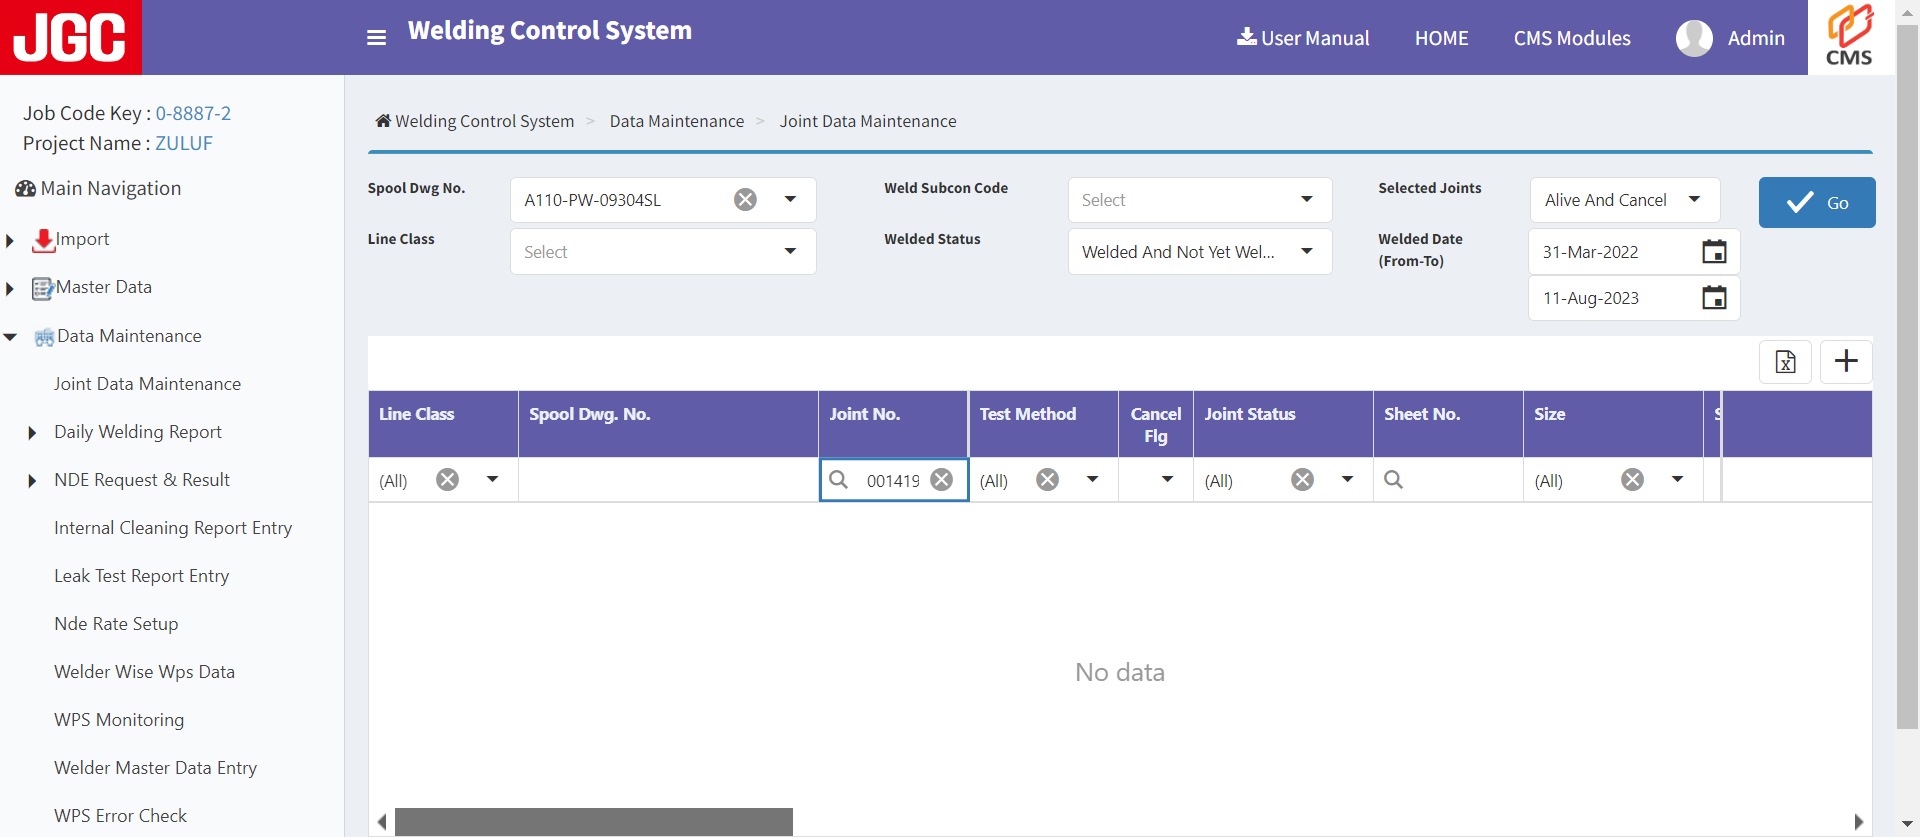 JGC
Welding Control System
User Manual
HOME
CMS Modules
Admin
CMS
Job Code Key : 0-8887-2
Project Name : ZULUF
Main Navigation
Import
Master Data
Data Maintenance
Joint Data Maintenance
Daily Welding Report
NDE Request & Result
Internal Cleaning Report Entry
Leak Test Report Entry
Nde Rate Setup
Welder Wise Wps Data
WPS Monitoring
Welder Master Data Entry
WPS Error Check
Welding Control System > Data Maintenance > Joint Data Maintenance
Spool Dwg No. A110-PW-09304SL
Weld Subcon Code Select
Selected Joints Alive And Cancel
Go
Line Class Select
Welded Status Welded And Not Yet Wel...
Welded Date
(From-To)
31-Mar-2022
11-Aug-2023
Line Class Spool Dwg. No. Joint No. Test Method Cancel Flg Joint Status Sheet No. Size
(All) 001419 (All) (All) (All)
No data